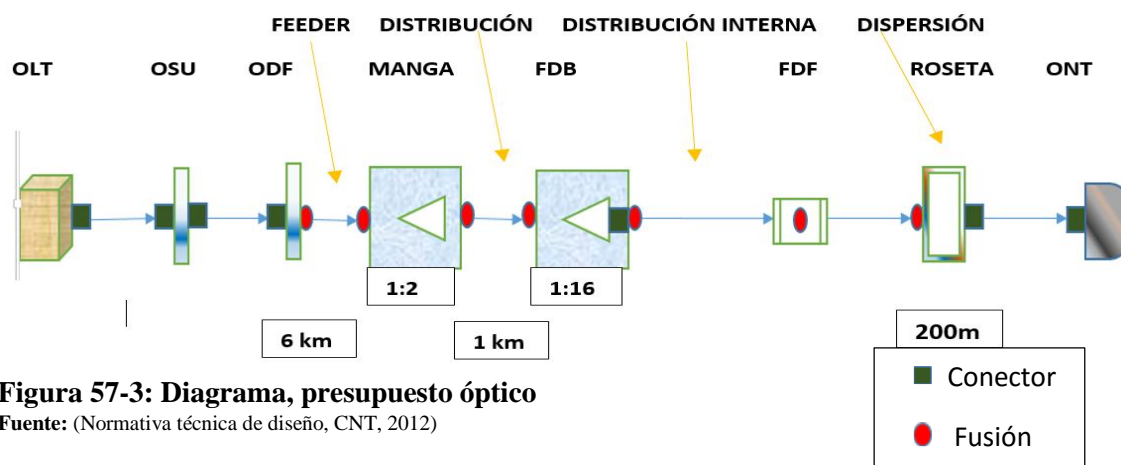 FEEDER DISTRIBUCIÓN DISTRIBUCIÓN INTERNA DISPERSIÓN
OLT OSU ODF MANGA FDB FDF ROSETA ONT
1:2 1:16
6 km 1 km 200m
Conector
Fusión
Figura 57-3: Diagrama, presupuesto óptico
Fuente: (Normativa técnica de diseño, CNT, 2012)